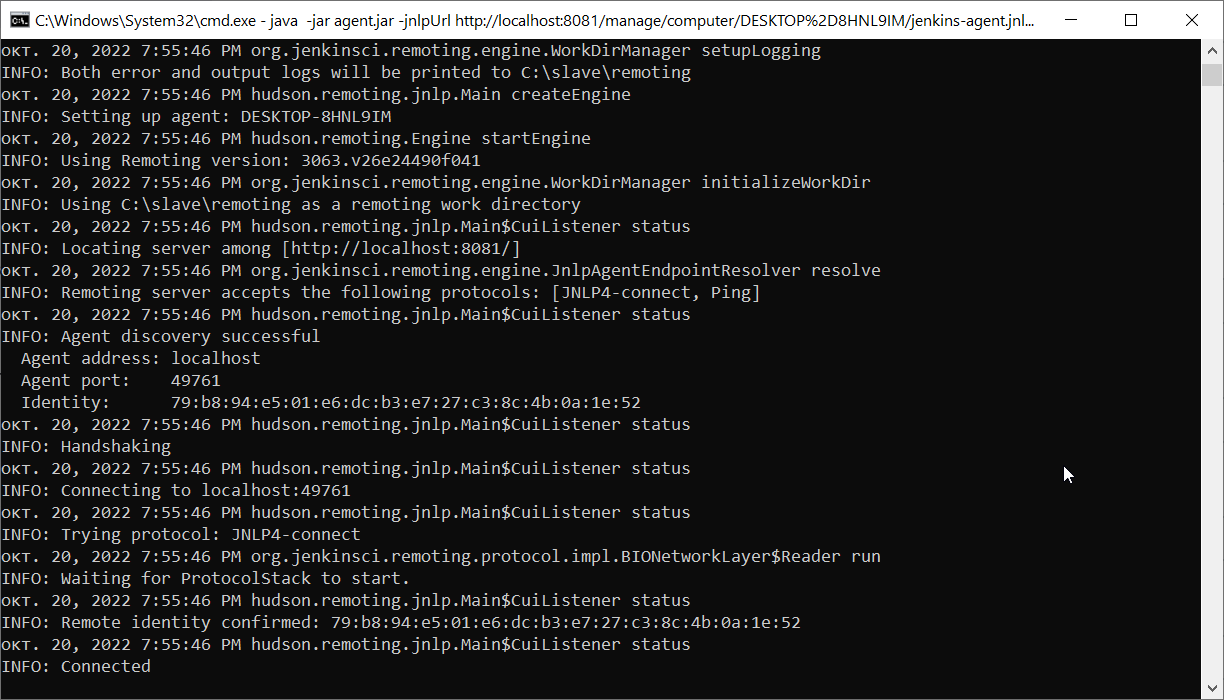 C:\Windows\System32\cmd.exe - java  -jar agent.jar -jnlpUrl http://localhost:8081/manage/computer/DESKTOP%2D8HNL9IM/jenkins-agent.jnl...
окт. 20, 2022 7:55:46 PM org.jenkinsci.remoting.engine.WorkDirManager setupLogging
INFO: Both error and output logs will be printed to C:\slave\remoting
окт. 20, 2022 7:55:46 PM hudson.remoting.jnlp.Main createEngine
INFO: Setting up agent: DESKTOP-8HNL9IM
окт. 20, 2022 7:55:46 PM hudson.remoting.Engine startEngine
INFO: Using Remoting version: 3063.v26e24490f041
окт. 20, 2022 7:55:46 PM org.jenkinsci.remoting.engine.WorkDirManager initializeWorkDir
INFO: Using C:\slave\remoting as a remoting work directory
окт. 20, 2022 7:55:46 PM hudson.remoting.jnlp.Main$CuiListener status
INFO: Locating server among [http://localhost:8081/]
окт. 20, 2022 7:55:46 PM org.jenkinsci.remoting.engine.JnlpAgentEndpointResolver resolve
INFO: Remoting server accepts the following protocols: [JNLP4-connect, Ping]
окт. 20, 2022 7:55:46 PM hudson.remoting.jnlp.Main$CuiListener status
INFO: Agent discovery successful
  Agent address: localhost
  Agent port:    49761
  Identity:      79:b8:94:e5:01:e6:dc:b3:e7:27:c3:8c:4b:0a:1e:52
окт. 20, 2022 7:55:46 PM hudson.remoting.jnlp.Main$CuiListener status
INFO: Handshaking
окт. 20, 2022 7:55:46 PM hudson.remoting.jnlp.Main$CuiListener status
INFO: Connecting to localhost:49761
окт. 20, 2022 7:55:46 PM hudson.remoting.jnlp.Main$CuiListener status
INFO: Trying protocol: JNLP4-connect
окт. 20, 2022 7:55:46 PM org.jenkinsci.remoting.protocol.impl.BIONetworkLayer$Reader run
INFO: Waiting for ProtocolStack to start.
окт. 20, 2022 7:55:46 PM hudson.remoting.jnlp.Main$CuiListener status
INFO: Remote identity confirmed: 79:b8:94:e5:01:e6:dc:b3:e7:27:c3:8c:4b:0a:1e:52
окт. 20, 2022 7:55:46 PM hudson.remoting.jnlp.Main$CuiListener status
INFO: Connected